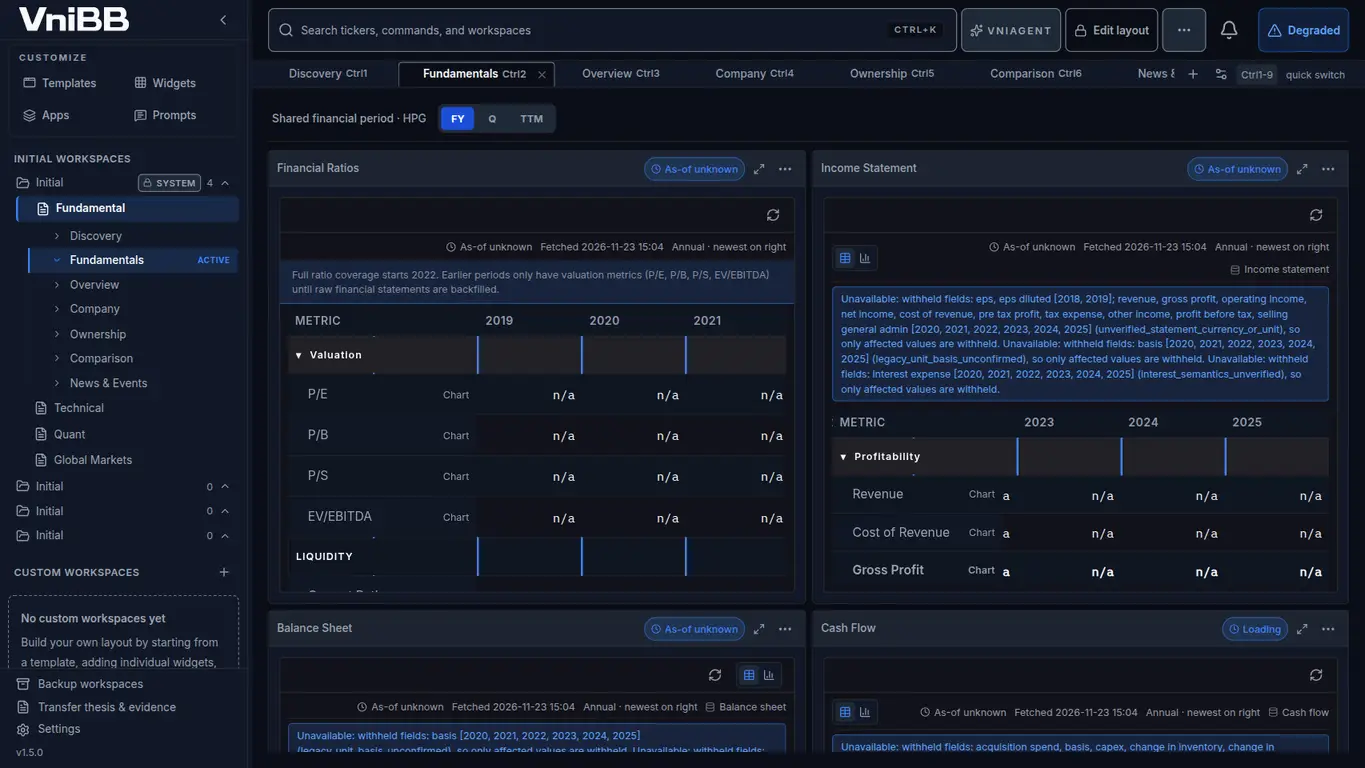 VniBB
CUSTOMIZE
Templates
Widgets
Apps
Prompts
INITIAL WORKSPACES
Initial
SYSTEM
4
Fundamental
Discovery
Fundamentals
ACTIVE
Overview
Company
Ownership
Comparison
News & Events
Technical
Quant
Global Markets
Initial 0
Initial 0
Initial 0
CUSTOM WORKSPACES
No custom workspaces yet
Build your own layout by starting from
a template, adding individual widgets,
Backup workspaces
Transfer thesis & evidence
Settings
v1.5.0
Search tickers, commands, and workspaces
CTRL+K
VNIAGENT
Edit layout
Degraded
Discovery Ctrl1
Fundamentals Ctrl2
Overview Ctrl3
Company Ctrl4
Ownership Ctrl5
Comparison Ctrl6
News &
Ctrl1-9
quick switch
Shared financial period · HPG
FY
Q
TTM
Financial Ratios
As-of unknown
As-of unknown Fetched 2026-11-23 15:04 Annual · newest on right
Full ratio coverage starts 2022. Earlier periods only have valuation metrics (P/E, P/B, P/S, EV/EBITDA)
until raw financial statements are backfilled.
METRIC 2019 2020 2021
Valuation
P/E Chart n/a n/a n/a
P/B Chart n/a n/a n/a
P/S Chart n/a n/a n/a
EV/EBITDA Chart n/a n/a n/a
LIQUIDITY
Income Statement
As-of unknown
As-of unknown Fetched 2026-11-23 15:04 Annual · newest on right
Income statement
Unavailable: withheld fields: eps, eps diluted [2018, 2019]; revenue, gross profit, operating income,
net income, cost of revenue, pre tax profit, tax expense, other income, profit before tax, selling
general admin [2020, 2021, 2022, 2023, 2024, 2025] (unverified_statement_currency_or_unit), so
only affected values are withheld. Unavailable: withheld fields: basis [2020, 2021, 2022, 2023, 2024,
2025] (legacy_unit_basis_unconfirmed), so only affected values are withheld. Unavailable: withheld
fields: interest expense [2020, 2021, 2022, 2023, 2024, 2025] (interest_semantics_unverified), so
only affected values are withheld.
METRIC 2023 2024 2025
Profitability
Revenue Chart a n/a n/a n/a
Cost of Revenue Chart a n/a n/a n/a
Gross Profit Chart a n/a n/a n/a
Balance Sheet
As-of unknown
As-of unknown Fetched 2026-11-23 15:04 Annual · newest on right Balance sheet
Unavailable: withheld fields: basis [2020, 2021, 2022, 2023, 2024, 2025]
(legacy_unit_basis_unconfirmed), so only affected values are withheld. Unavailable: withheld fields:
Cash Flow
Loading
As-of unknown Fetched 2026-11-23 15:04 Annual · newest on right Cash flow
Unavailable: withheld fields: acquisition spend, basis, capex, change in inventory, change in